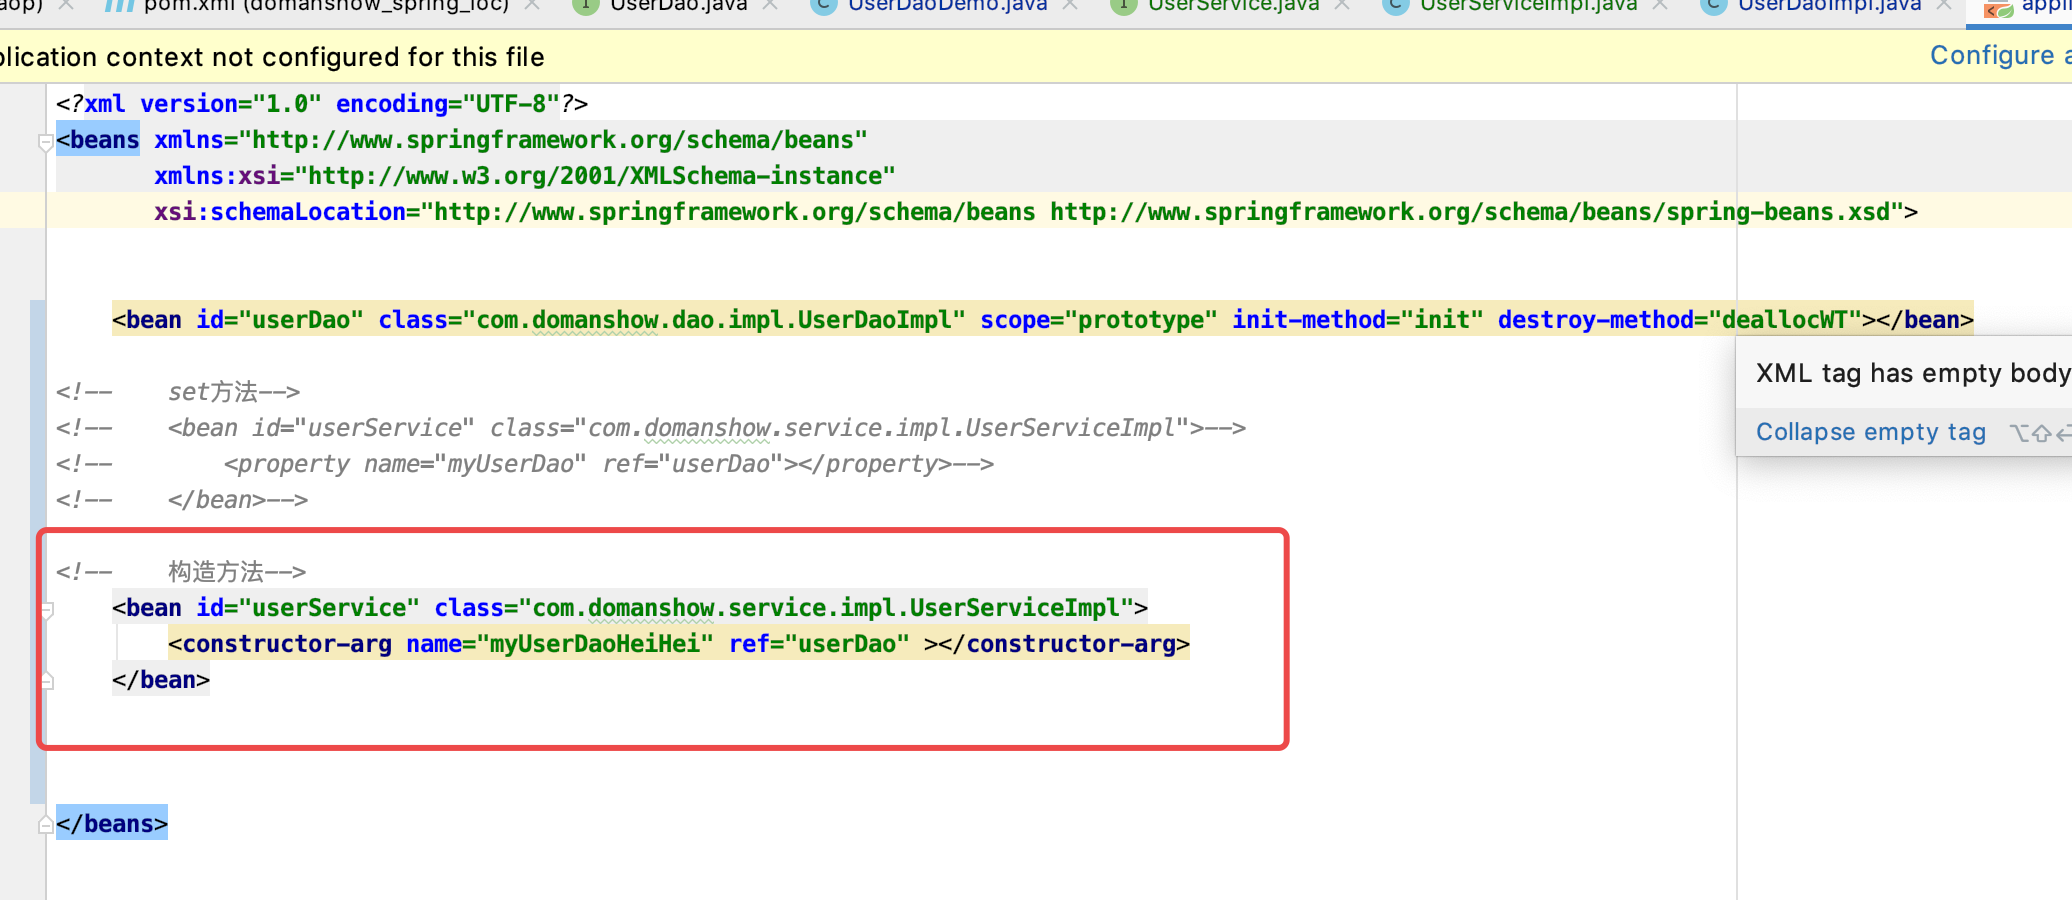 pom.xml (domanshow_spring_ioc) UserDao.java UserDaoDemo.java UserService.java UserServiceImpl.java UserDaoImpl.java
context not configured for this file Configure
<?xml version="1.0" encoding="UTF-8"?>
<beans xmlns="http://www.springframework.org/schema/beans"
xmlns:xsi="http://www.w3.org/2001/XMLSchema-instance"
xsi:schemaLocation="http://www.springframework.org/schema/beans http://www.springframework.org/schema/beans/spring-beans.xsd">
<bean id="userDao" class="com.domanshow.dao.impl.UserDaoImpl" scope="prototype" init-method="init" destroy-method="deallocWT"></bean>
XML tag has empty body
<!-- set方法-->
<!-- <bean id="userService" class="com.domanshow.service.impl.UserServiceImpl">-->
Collapse empty tag
<!-- <property name="myUserDao" ref="userDao"></property>-->
<!-- </bean>-->
<!-- 构造方法-->
<bean id="userService" class="com.domanshow.service.impl.UserServiceImpl">
<constructor-arg name="myUserDaoHeiHei" ref="userDao" ></constructor-arg>
</bean>
</beans>